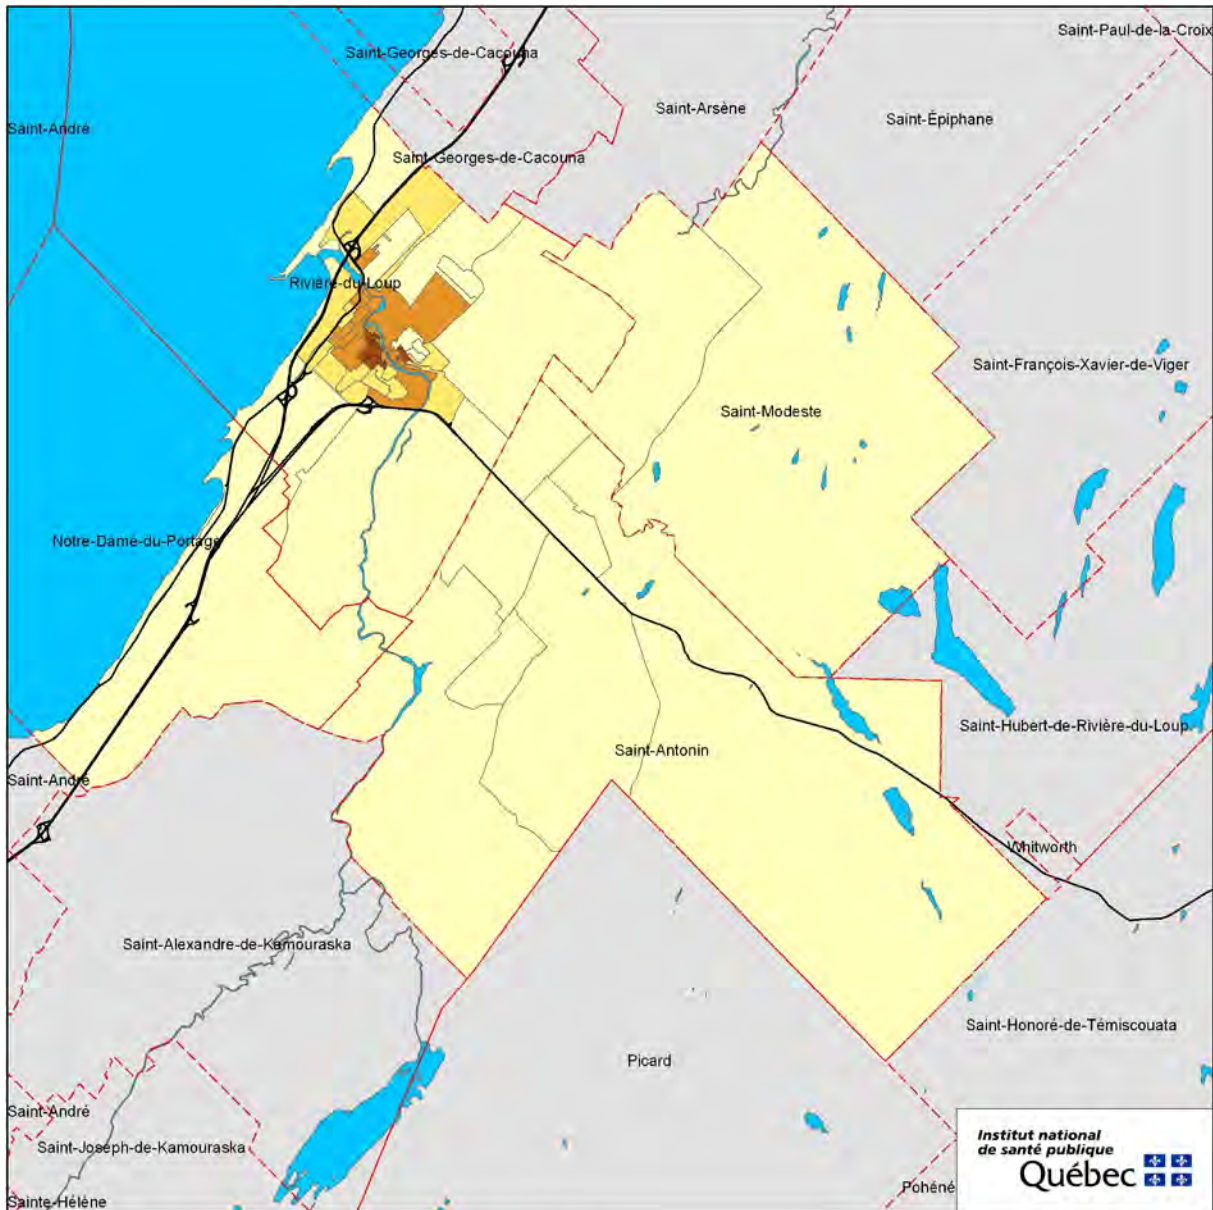 Saint-Paul-de-la-Croix
Saint-Georges-de-Cacouna
Saint-Arsène
Saint-Épiphane
Saint-André
Saint-Georges-de-Cacouna
Rivière-du-Loup
Saint-François-Xavier-de-Viger
Saint-Modeste
Notre-Dame-du-Portage
Saint-Hubert-de-Rivière-du-Loup
Saint-Antonin
Saint-André
Whitworth
Saint-Alexandre-de-Kamouraska
Saint-Honoré-de-Témiscouata
Picard
Saint-André
Saint-Joseph-de-Kamouraska
Pohéné
Sainte-Hélène
Institut national
de santé publique
Québec